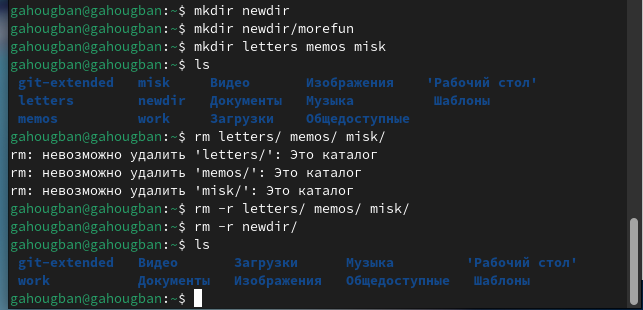 gahougban@gahougban:~$ mkdir newdir
gahougban@gahougban:~$ mkdir newdir/morefun
gahougban@gahougban:~$ mkdir letters memos misk
gahougban@gahougban:~$ ls
git-extended misk Видео Изображения 'Рабочий стол'
letters newdir Документы Музыка Шаблоны
memos work Загрузки Общедоступные
gahougban@gahougban:~$ rm letters/ memos/ misk/
rm: невозможно удалить 'letters/': Это каталог
rm: невозможно удалить 'memos/': Это каталог
rm: невозможно удалить 'misk/': Это каталог
gahougban@gahougban:~$ rm -r letters/ memos/ misk/
gahougban@gahougban:~$ rm -r newdir/
gahougban@gahougban:~$ ls
git-extended Видео Загрузки Музыка 'Рабочий стол'
work Документы Изображения Общедоступные Шаблоны
gahougban@gahougban:~$